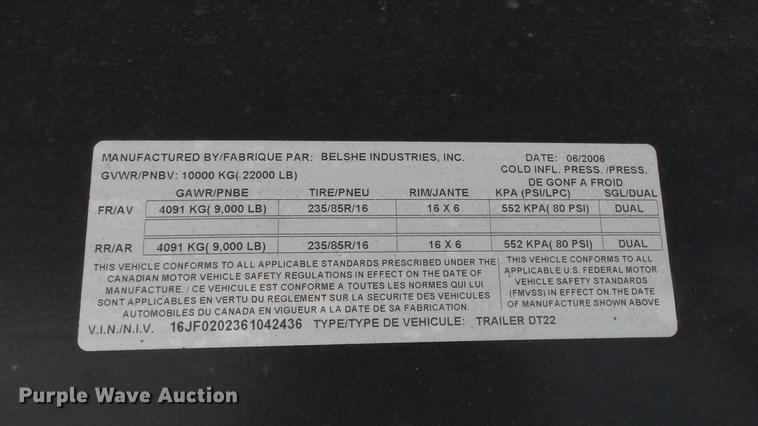 MANUFACTURED BY/FABRIQUE PAR: BELSHE INDUSTRIES, INC. DATE: 06/2006
GVWR/PNBV: 10000 KG( 22000 LB) COLD INFL. PRESS. /PRESS.
DE GONF A FROID
GAWR/PNBE TIRE/PNEU RIM/JANTE KPA (PSI/LPC) SGL/DUAL
FR/AV 4091 KG( 9,000 LB) 235/85R/16 16 X 6 552 KPA( 80 PSI) DUAL
RR/AR 4091 KG( 9,000 LB) 235/85R/16 16 X 6 552 KPA( 80 PSI) DUAL
THIS VEHICLE CONFORMS TO ALL APPLICABLE STANDARDS PRESCRIBED UNDER THE
CANADIAN MOTOR VEHICLE SAFETY REGULATIONS IN EFFECT ON THE DATE OF
MANUFACTURE. / CE VEHICULE EST CONFORME A TOUTES LES NORMES QUI LUI
SONT APPLICABLES EN VERTU DU REGLEMENT SUR LA SECURITE DES VEHICULES
AUTOMOBILES DU CANADA EN VIGUEUR A LA DATE DE SA FABRICATION.
THIS VEHICLE CONFORMS TO ALL
APPLICABLE U.S. FEDERAL MOTOR
VEHICLE SAFETY STANDARDS
(FMVSS) IN EFFECT ON THE DATE
OF MANUFACTURE SHOWN ABOVE
V.I.N./N.I.V. 16JF0202361042436 TYPE/TYPE DE VEHICULE: TRAILER DT22
Purple Wave Auction